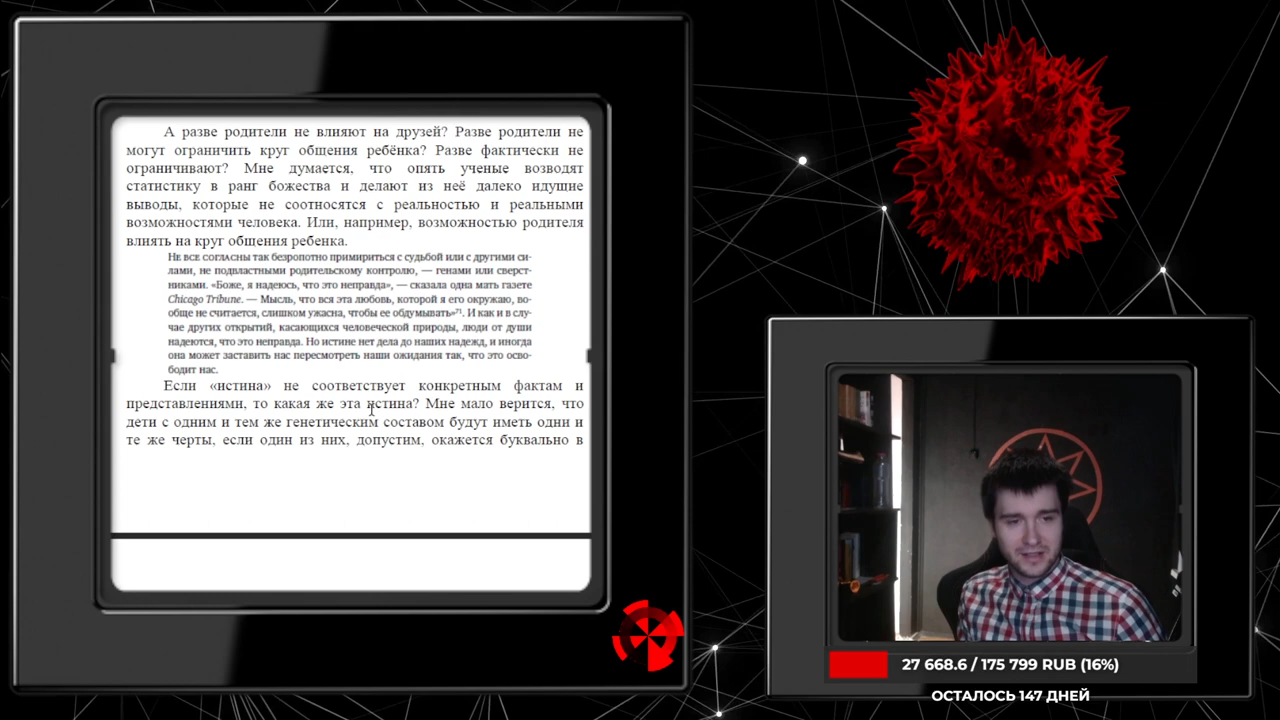 А разве родители не влияют на друзей? Разве родители не
могут ограничить круг общения ребёнка? Разве фактически не
ограничивают? Мне думается, что опять ученые возводят
статистику в ранг божества и делают из неё далеко идущие
выводы, которые не соотносятся с реальностью и реальными
возможностями человека. Или, например, возможностью родителя
влиять на круг общения ребенка.
НЕ ВСЕ СОГЛАСНЫ так безропотно примириться с судьбой или с другими си-
лами, не подвластными родительскому контролю, — генами или сверст-
никами. «Боже, я надеюсь, что это неправда», — сказала одна мать газете
Chicago Tribune. — Мысль, что вся эта любовь, которой я его окружаю, во-
обще не считается, слишком ужасна, чтобы ее обдумывать»⁷¹. И как и в слу-
чае других открытий, касающихся человеческой природы, люди от души
надеются, что это неправда. Но истине нет дела до наших надежд, и иногда
она может заставить нас пересмотреть наши ожидания так, что это осво-
бодит нас.
Если «истина» не соответствует конкретным фактам и
представлениями, то какая же эта истина? Мне мало верится, что
дети с одним и тем же генетическим составом будут иметь одни и
те же черты, если один из них, допустим, окажется буквально в
27 668.6 / 175 799 RUB (16%)
ОСТАЛОСЬ 147 ДНЕЙ